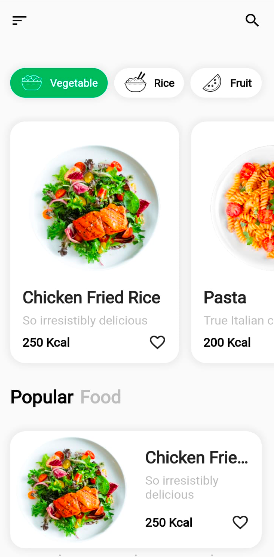 Vegetable
Rice
Fruit
Chicken Fried Rice
So irresistibly delicious
250 Kcal
Pasta
True Italian c
200 Kcal
Popular Food
Chicken Frie...
So irresistibly
delicious
250 Kcal